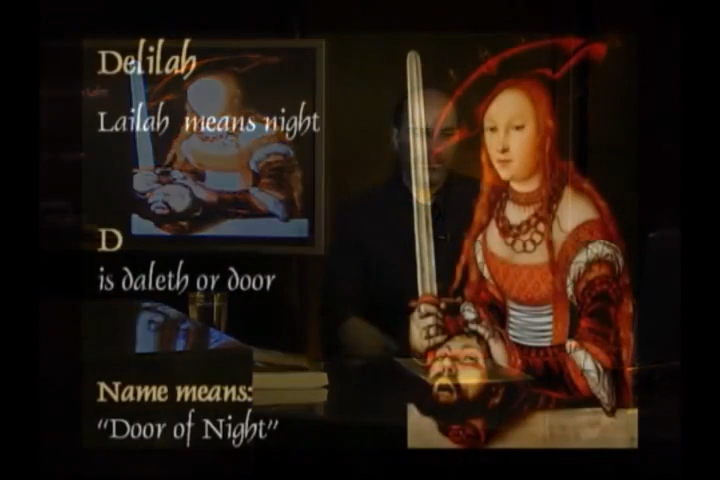 Delilah
Lailah means night
D
is daleth or door
Name means:
“Door of Night”